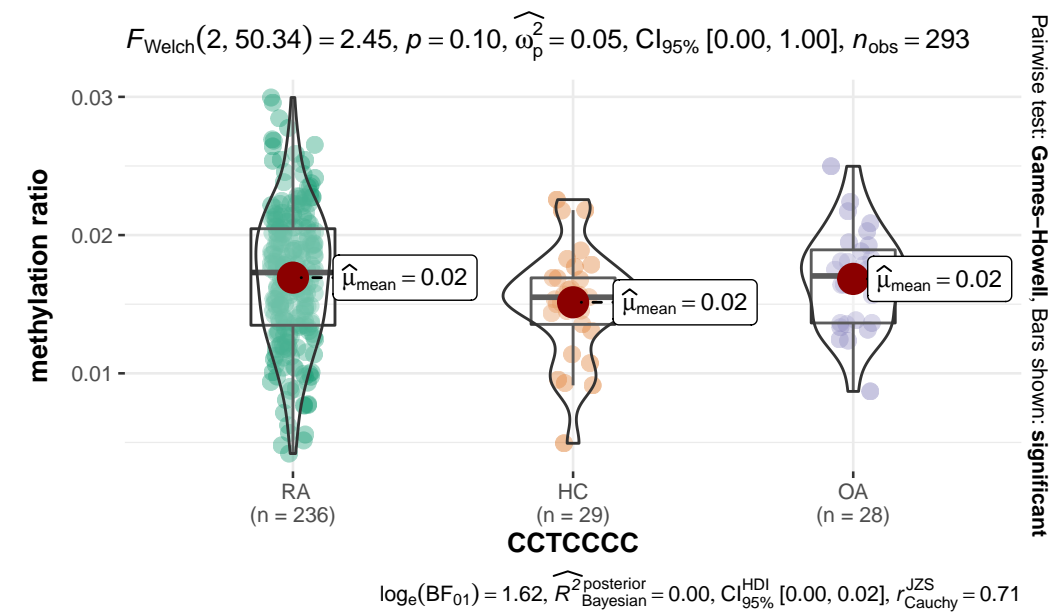 F_Welch(2, 50.34) = 2.45, p = 0.10, ω̂²_p = 0.05, CI_95% [0.00, 1.00], n_obs = 293
Pairwise test: Games−Howell, Bars shown: significant
methylation ratio
0.03
0.02
0.01
μ̂_mean = 0.02
μ̂_mean = 0.02
μ̂_mean = 0.02
RA
(n = 236)
HC
(n = 29)
OA
(n = 28)
CCTCCCC
log_e(BF_01) = 1.62, R̂²^posterior_Bayesian = 0.00, CI^HDI_95% [0.00, 0.02], r^JZS_Cauchy = 0.71